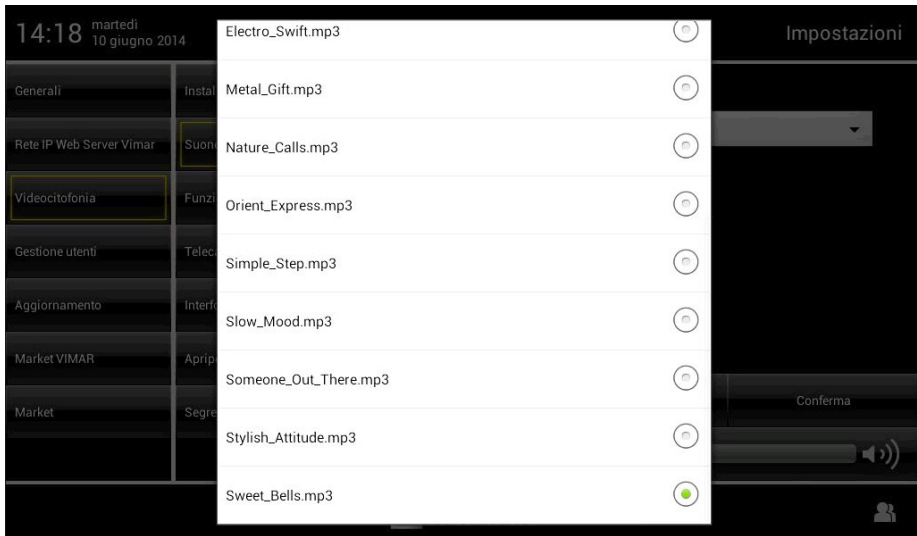 14:18 martedì
10 giugno 2014
Impostazioni
Generali
Rete IP Web Server Vimar
Videocitofonia
Gestione utenti
Aggiornamento
Market VIMAR
Market
Electro_Swift.mp3
Metal_Gift.mp3
Nature_Calls.mp3
Orient_Express.mp3
Simple_Step.mp3
Slow_Mood.mp3
Someone_Out_There.mp3
Stylish_Attitude.mp3
Sweet_Bells.mp3
Conferma